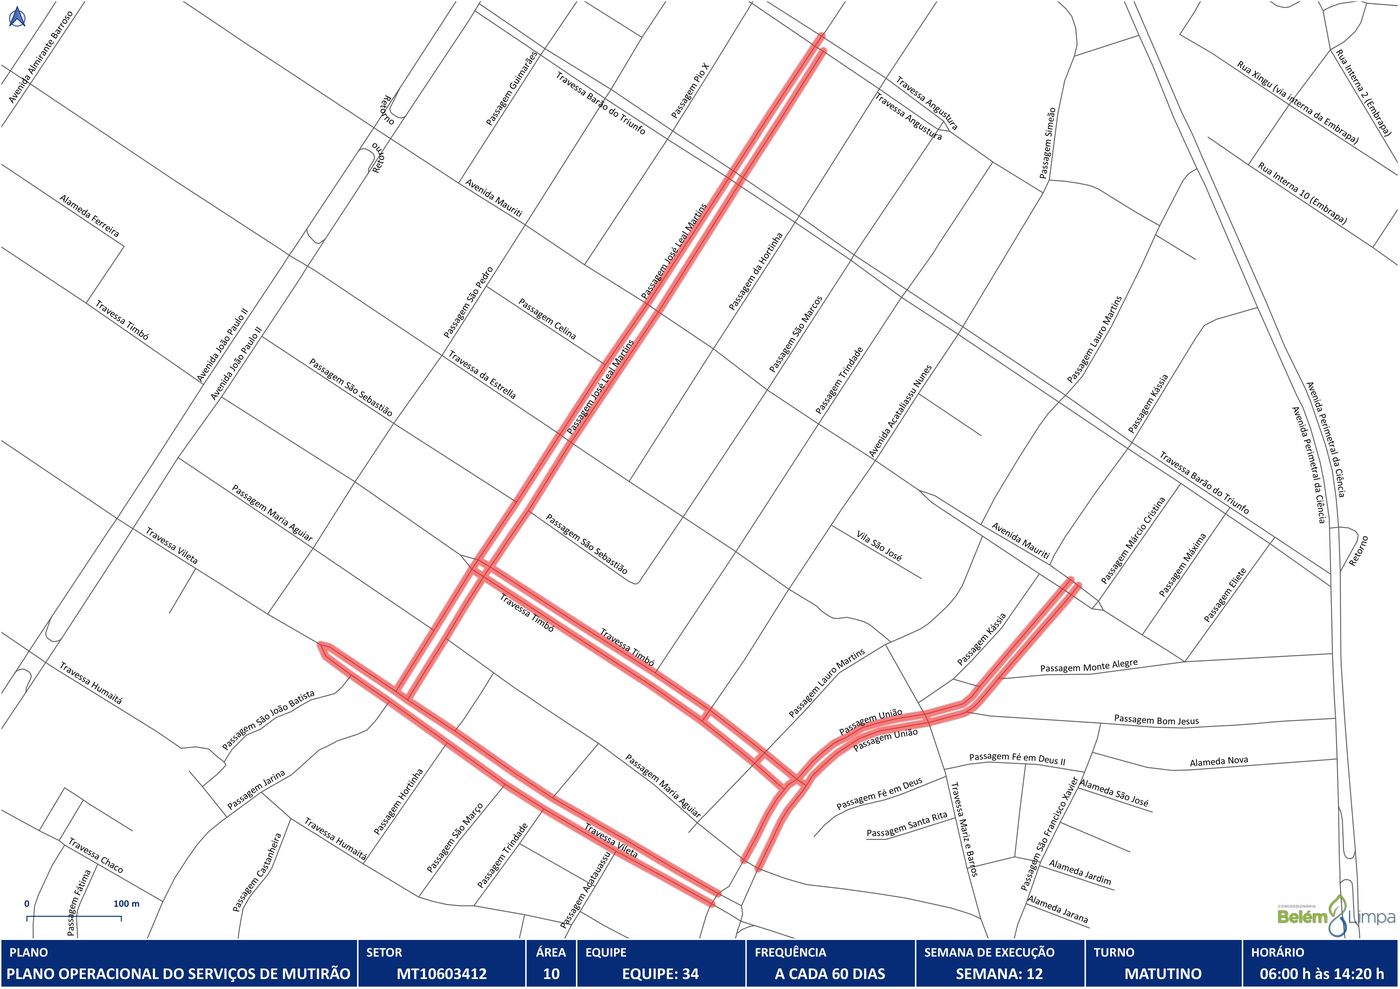 Avenida Almirante Barroso
Retorno
Retorno
Passagem Guimarães
Travessa Barão do Triunfo
Passagem Pio X
Travessa Angustura
Travessa Angustura
Passagem Simeão
Rua Xingu (via interna da Embrapa)
Rua Interna 2 (Embrapa)
Rua Interna 10 (Embrapa)
Alameda Ferreira
Avenida Mauriti
Passagem José Leal Martins
Passagem da Hortinha
Passagem São Pedro
Passagem Celina
Travessa Timbó
Avenida João Paulo II
Avenida João Paulo II
Passagem São Marcos
Passagem Lauro Martins
Passagem São Sebastião
Travessa da Estrella
Passagem José Leal Martins
Passagem Trindade
Avenida Acataliassu Nunes
Passagem Kássia
Avenida Perimetral da Ciência
Avenida Perimetral da Ciência
Travessa Barão do Triunfo
Passagem Maria Aguiar
Travessa Vileta
Passagem São Sebastião
Vila São José
Avenida Mauriti
Passagem Márcio Cristina
Passagem Máxima
Passagem Eliete
Retorno
Travessa Timbó
Travessa Timbó
Passagem Kássia
Passagem Lauro Martins
Passagem Monte Alegre
Travessa Humaitá
Passagem São João Batista
Passagem União
Passagem União
Passagem Bom Jesus
Passagem Fé em Deus II
Alameda Nova
Passagem Jarina
Passagem Hortinha
Passagem Maria Aguiar
Passagem Fé em Deus
Passagem Santa Rita
Travessa Mariz e Barros
Passagem São Francisco Xavier
Alameda São José
Travessa Humaitá
Passagem São Março
Passagem Trindade
Travessa Vileta
Passagem Acatauassu
Travessa Chaco
Passagem Fátima
Passagem Castanheira
Alameda Jardim
Alameda Jarana
0 100 m
CONCESSIONÁRIA
Belém Limpa
PLANO
PLANO OPERACIONAL DO SERVIÇOS DE MUTIRÃO
SETOR
MT10603412
ÁREA
10
EQUIPE
EQUIPE: 34
FREQUÊNCIA
A CADA 60 DIAS
SEMANA DE EXECUÇÃO
SEMANA: 12
TURNO
MATUTINO
HORÁRIO
06:00 h às 14:20 h